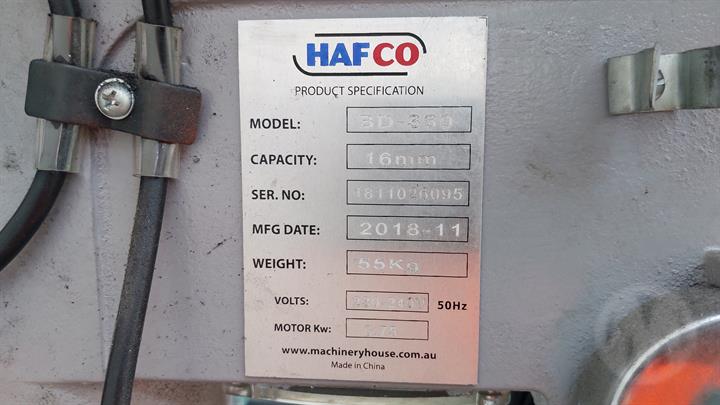 HAFCO
PRODUCT SPECIFICATION
MODEL:
CAPACITY: 16mm
SER. NO: 1811026095
MFG DATE: 2018-11
WEIGHT: 55Kg
VOLTS: 50Hz
MOTOR Kw:
www.machineryhouse.com.au
Made in China